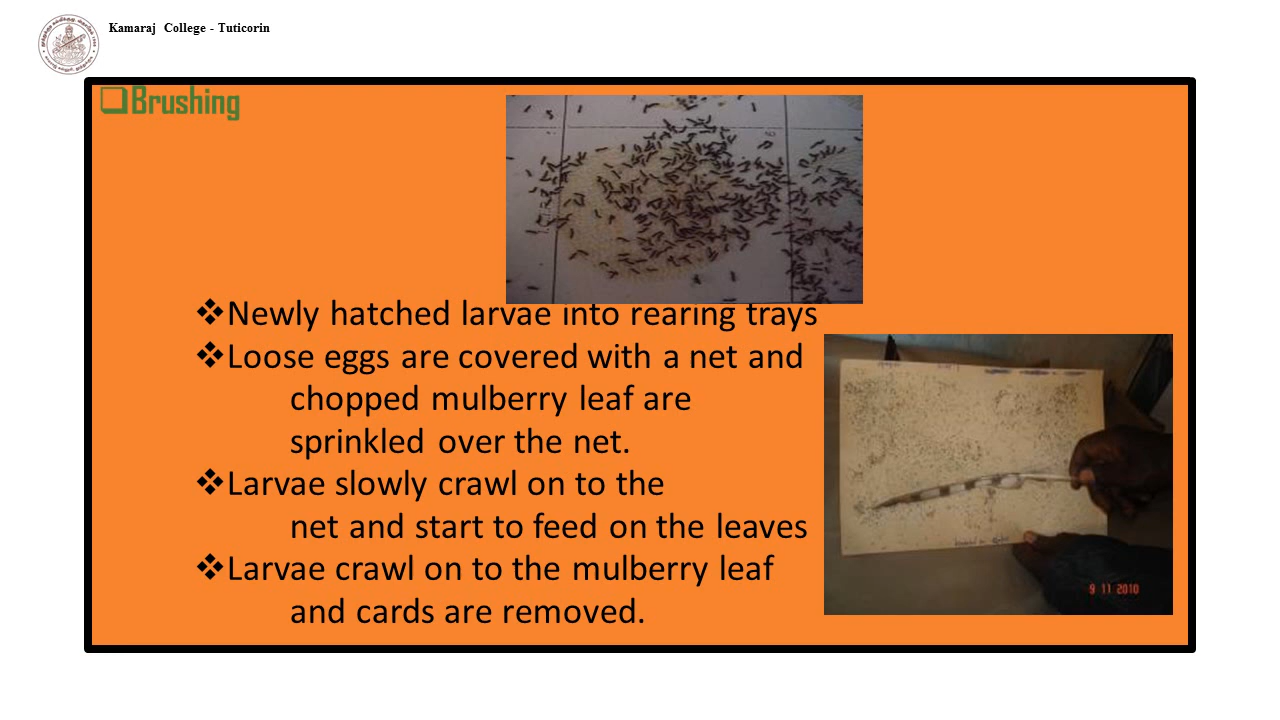 Kamaraj College - Tuticorin
❑Brushing
❖Newly hatched larvae into rearing trays
❖Loose eggs are covered with a net and
chopped mulberry leaf are
sprinkled over the net.
❖Larvae slowly crawl on to the
net and start to feed on the leaves
❖Larvae crawl on to the mulberry leaf
and cards are removed.
9 11 2010